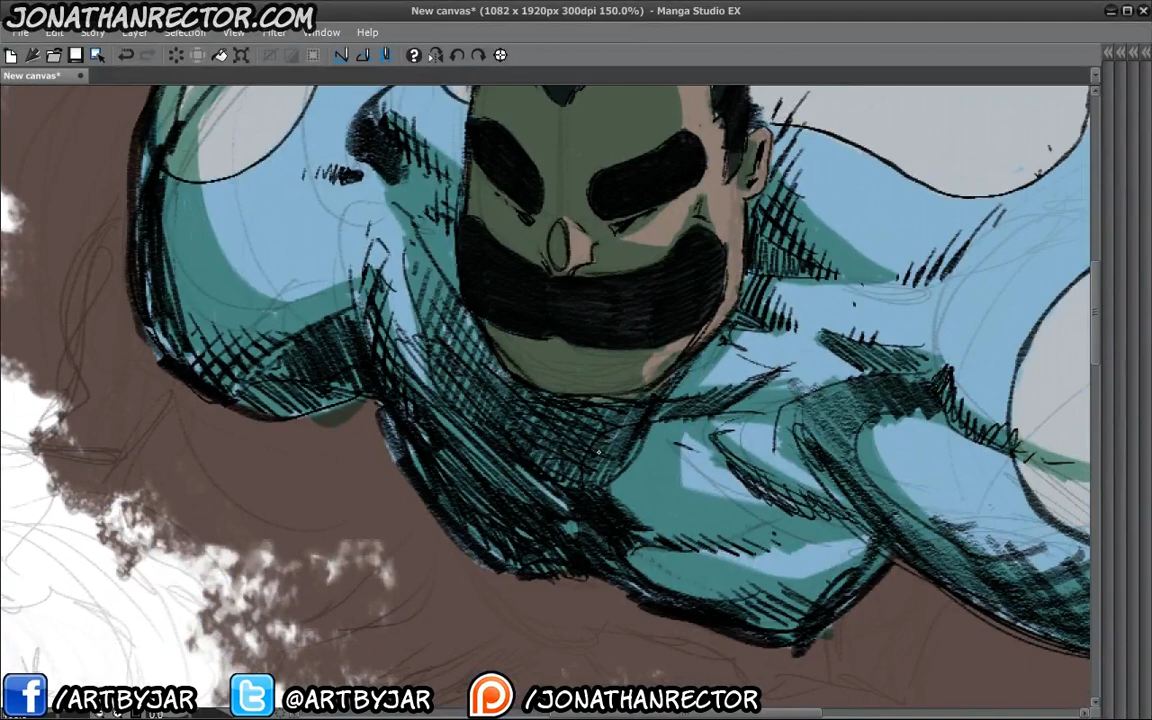 JONATHANRECTOR.COM
New canvas* (1082 x 1920px 300dpi 150.0%) - Manga Studio EX
File Edit Story Layer Selection View Filter Window Help
New canvas*
/ARTBYJAR @ARTBYJAR /JONATHANRECTOR